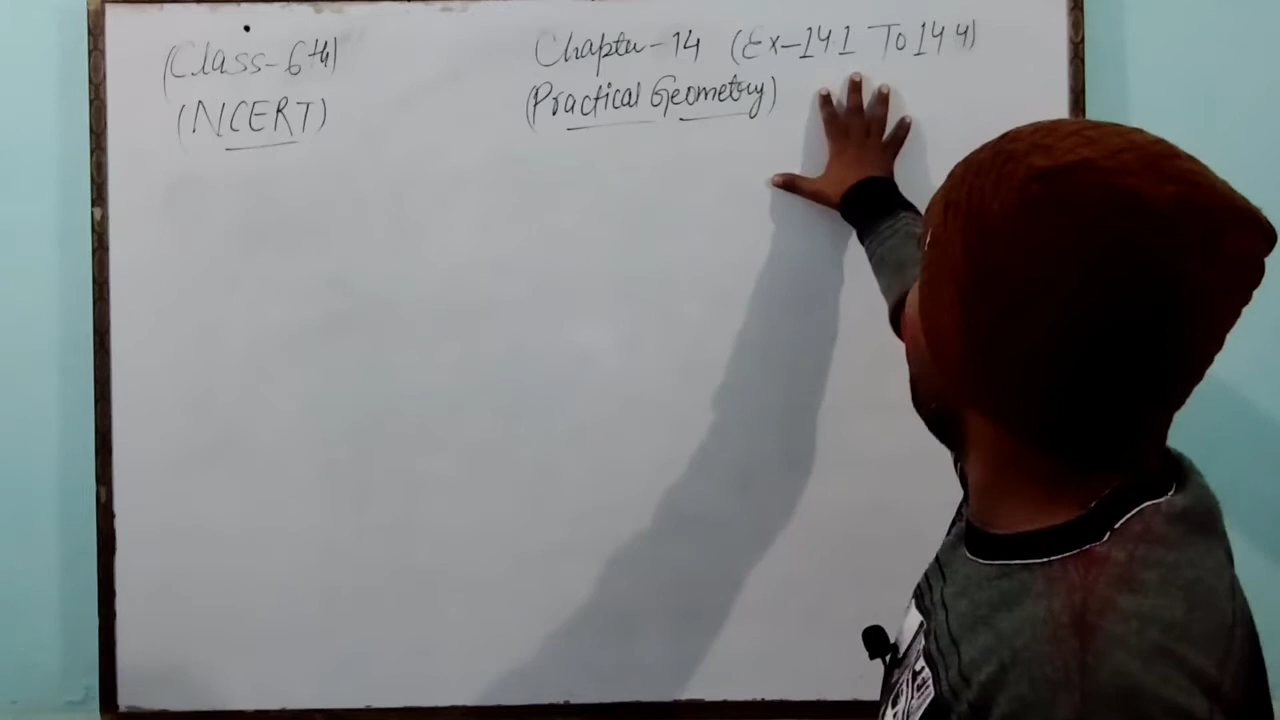 (Class-6th)
(NCERT)
Chapter-14 (Ex-14.1 To 14.4)
(Practical Geometry)